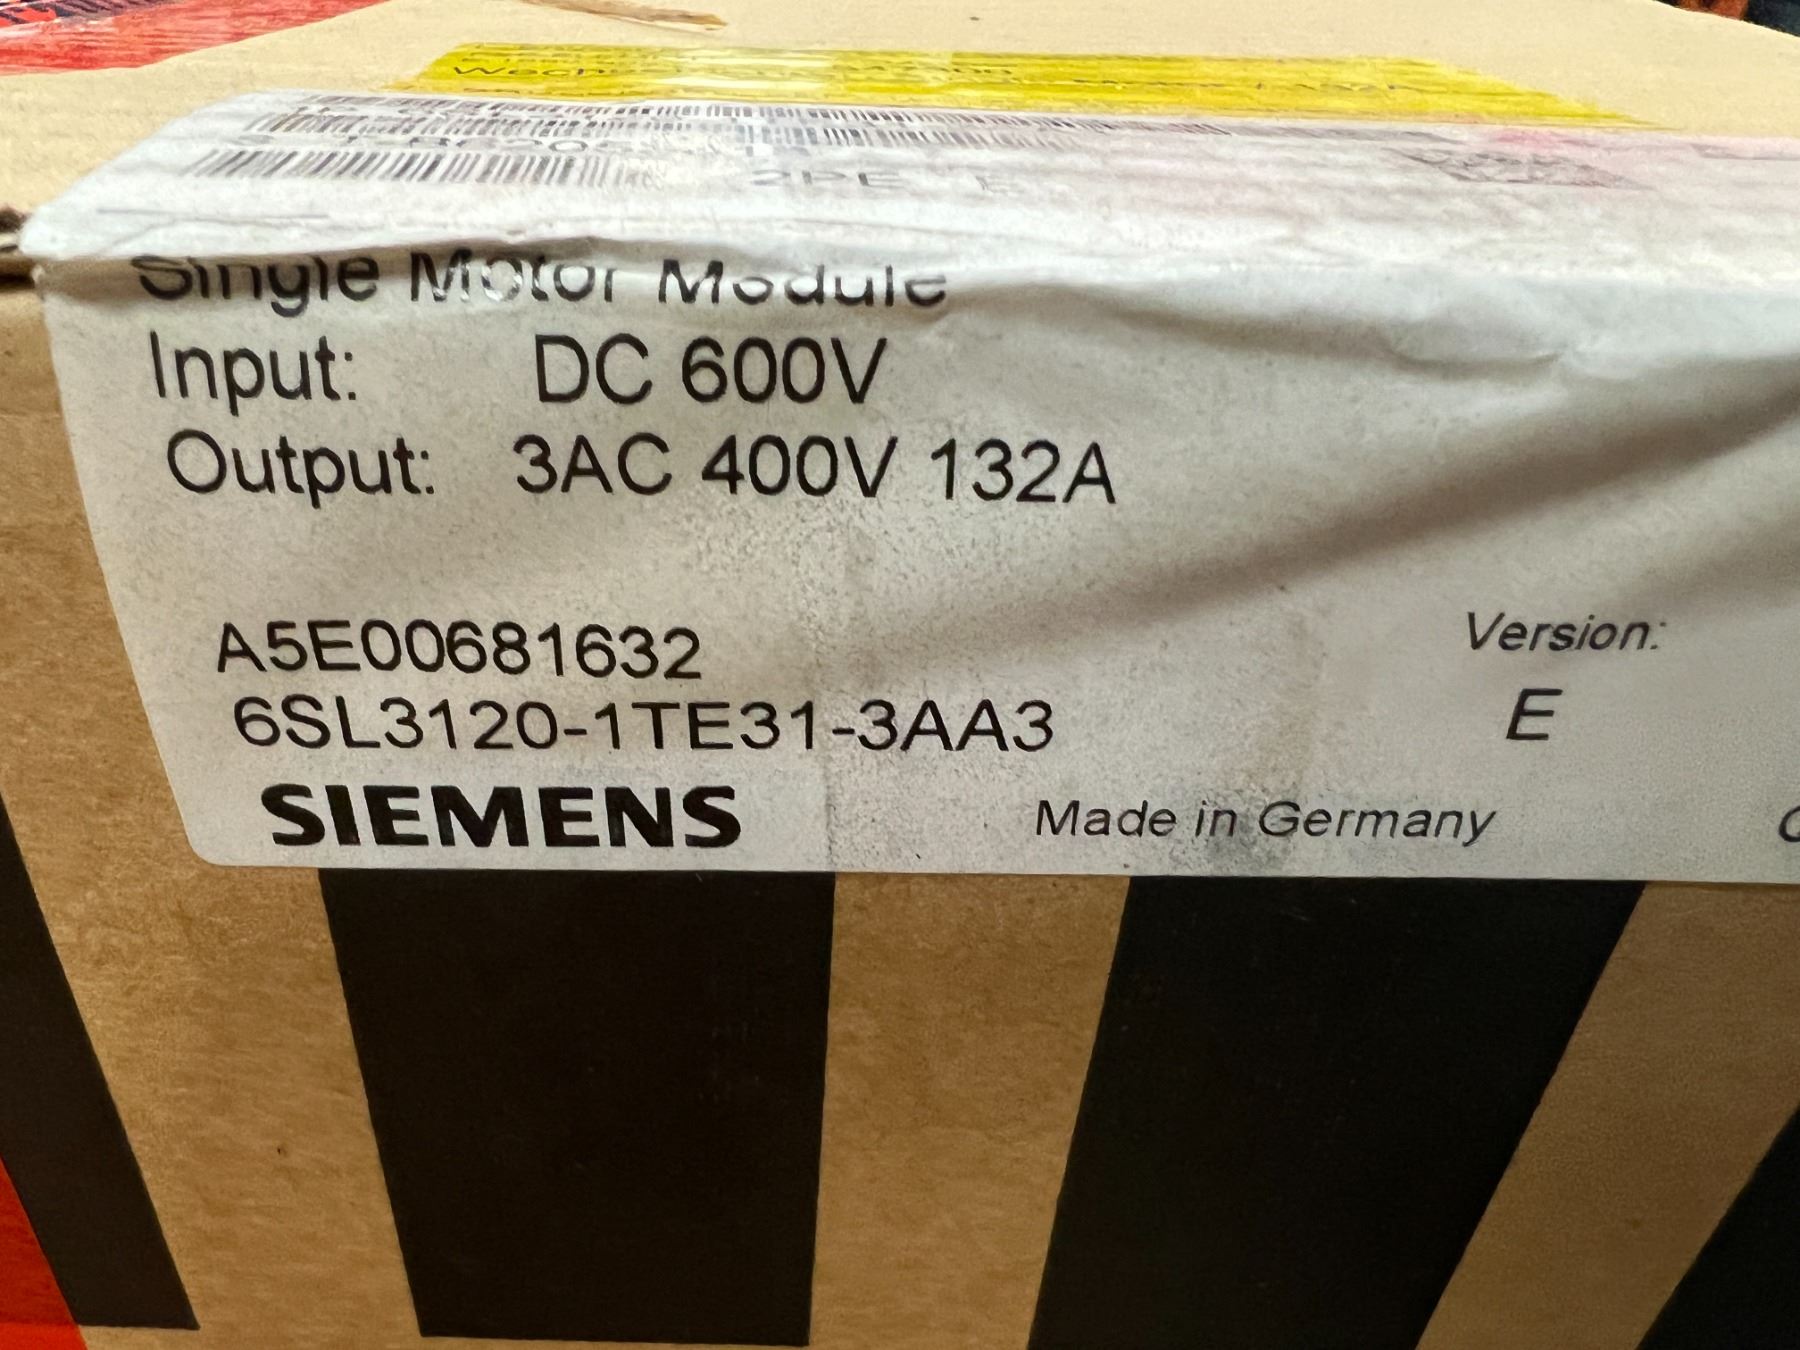 2PE E
Single Motor Module
Input: DC 600V
Output: 3AC 400V 132A
A5E00681632
6SL3120-1TE31-3AA3
Version:
E
SIEMENS
Made in Germany